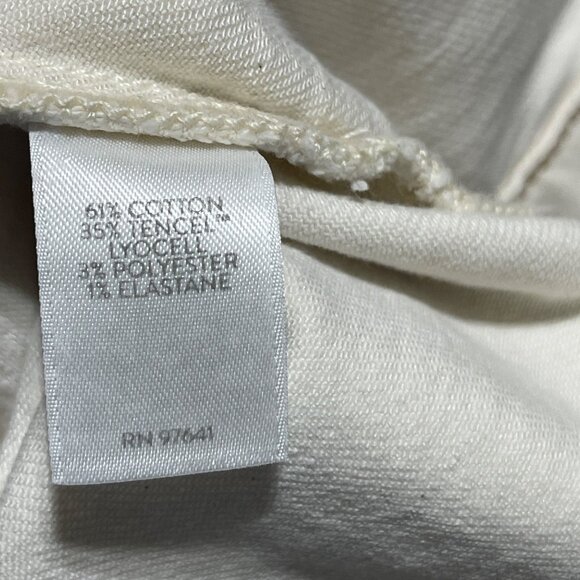 61% COTTON
35% TENCEL™
LYOCELL
3% POLYESTER
1% ELASTANE
RN 97641